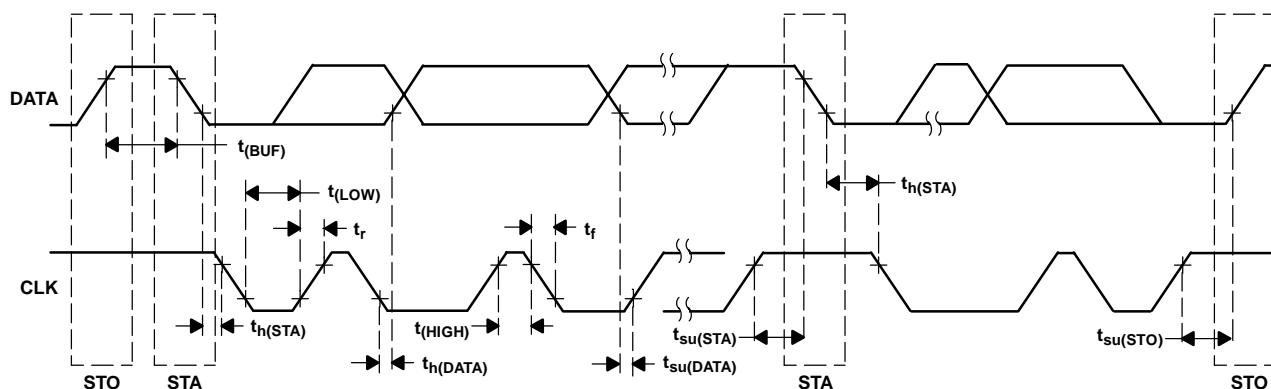 DATA
t(BUF)
t(LOW)
th(STA)
tr
tf
CLK
th(STA)
t(HIGH)
tsu(STA)
tsu(STO)
th(DATA)
tsu(DATA)
STO
STA
STA
STO